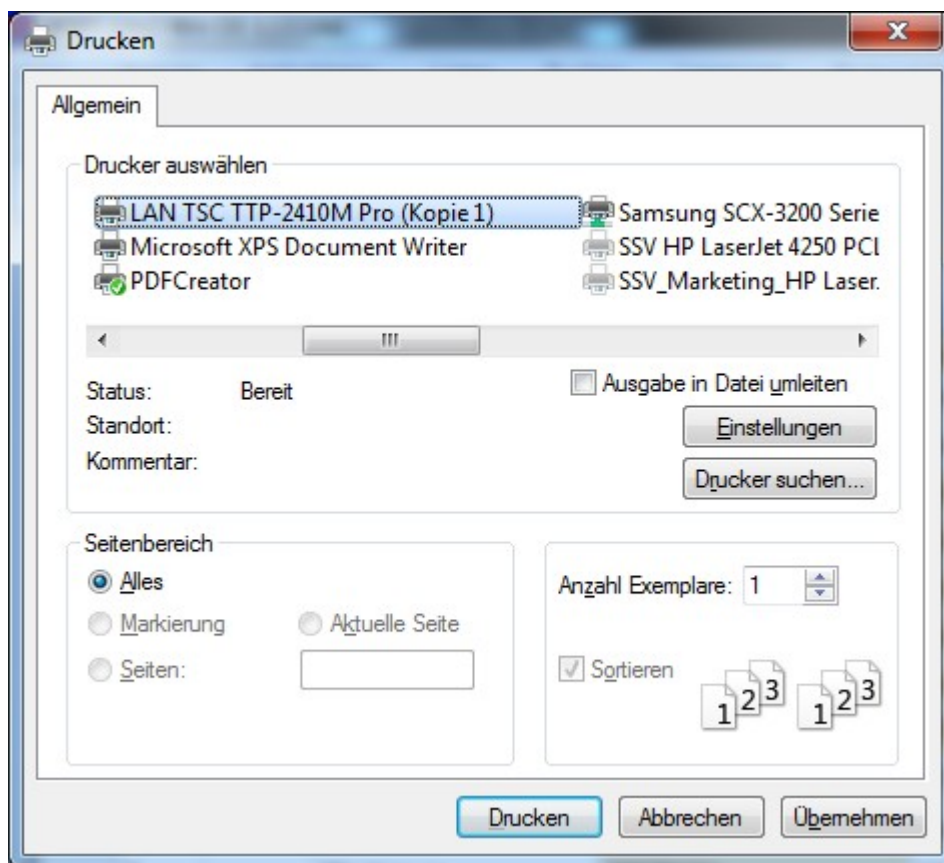 Drucken
Allgemein
Drucker auswählen
LAN TSC TTP-2410M Pro (Kopie 1)
Samsung SCX-3200 Serie
Microsoft XPS Document Writer
SSV HP LaserJet 4250 PCL
PDFCreator
SSV_Marketing_HP Laser.
Status: Bereit
Ausgabe in Datei umleiten
Standort:
Einstellungen
Kommentar:
Drucker suchen...
Seitenbereich
Alles
Anzahl Exemplare: 1
Markierung
Aktuelle Seite
Seiten:
Sortieren
1 2 3 1 2 3
Drucken Abbrechen Übernehmen